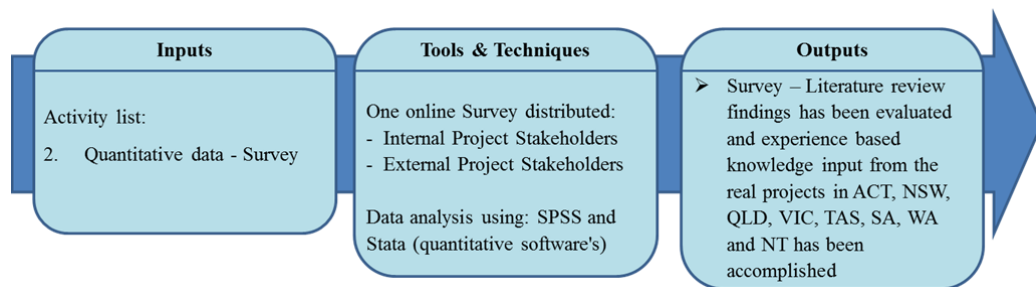 Inputs
Activity list:
2. Quantitative data - Survey
Tools & Techniques
One online Survey distributed:
- Internal Project Stakeholders
- External Project Stakeholders
Data analysis using: SPSS and
Stata (quantitative software's)
Outputs
➤ Survey – Literature review
findings has been evaluated
and experience based
knowledge input from the
real projects in ACT, NSW,
QLD, VIC, TAS, SA, WA
and NT has been
accomplished